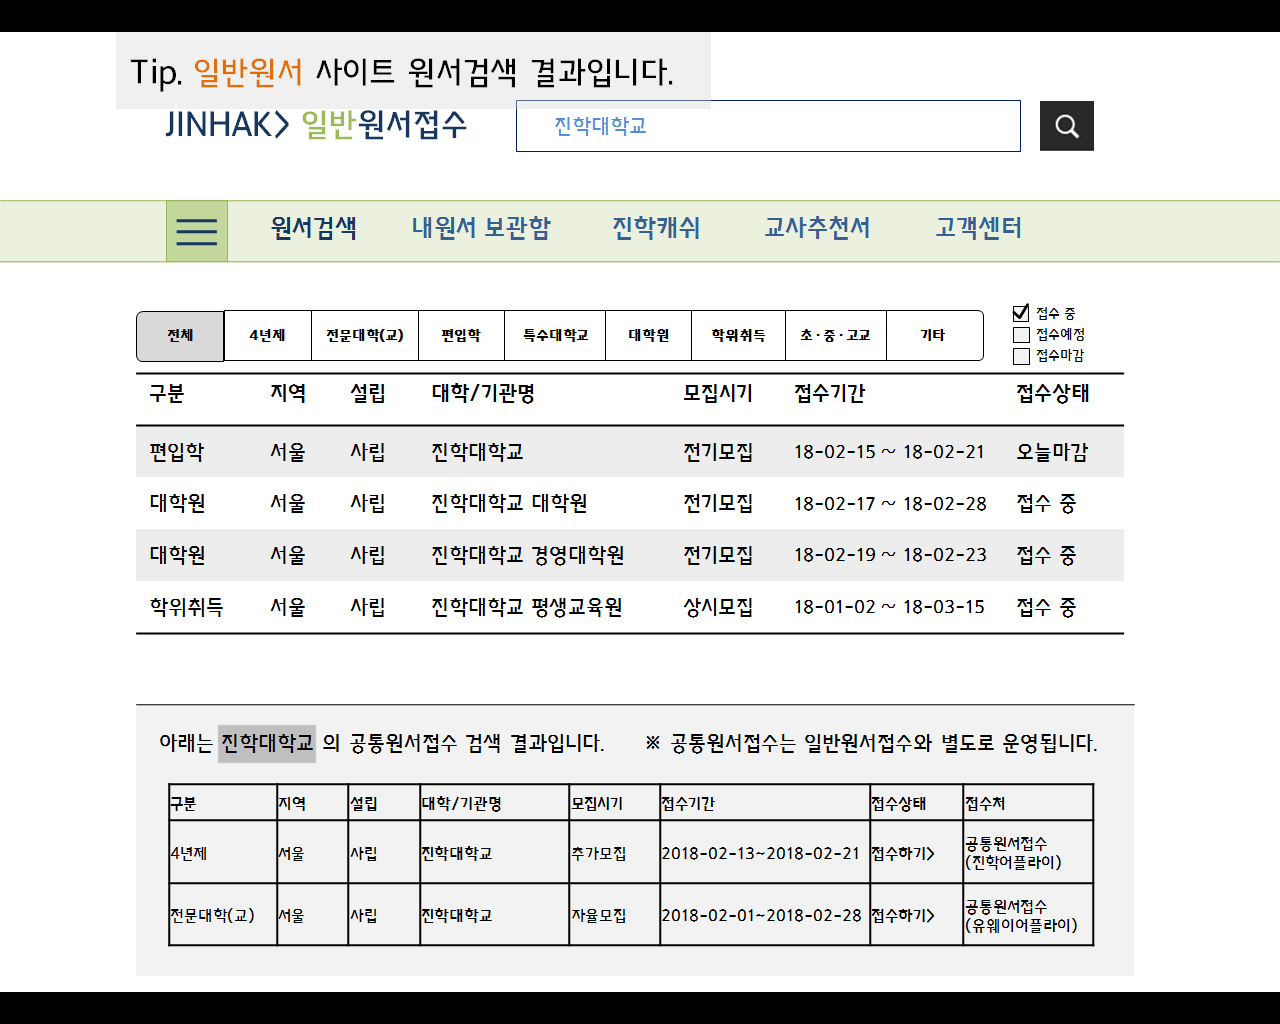 Tip. 일반원서 사이트 원서검색 결과입니다.
JINHAK> 일반원서접수
진학대학교
원서검색 내원서 보관함 진학캐쉬 교사추천서 고객센터
전체 4년제 전문대학(교) 편입학 특수대학교 대학원 학위취득 초·중·고교 기타
접수 중
접수예정
접수마감
구분 지역 설립 대학/기관명 모집시기 접수기간 접수상태
편입학 서울 사립 진학대학교 전기모집 18-02-15 ~ 18-02-21 오늘마감
대학원 서울 사립 진학대학교 대학원 전기모집 18-02-17 ~ 18-02-28 접수 중
대학원 서울 사립 진학대학교 경영대학원 전기모집 18-02-19 ~ 18-02-23 접수 중
학위취득 서울 사립 진학대학교 평생교육원 상시모집 18-01-02 ~ 18-03-15 접수 중
아래는 진학대학교 의 공통원서접수 검색 결과입니다. ※ 공통원서접수는 일반원서접수와 별도로 운영됩니다.
구분 지역 설립 대학/기관명 모집시기 접수기간 접수상태 접수처
4년제 서울 사립 진학대학교 추가모집 2018-02-13~2018-02-21 접수하기> 공통원서접수
(진학어플라이)
전문대학(교) 서울 사립 진학대학교 자율모집 2018-02-01~2018-02-28 접수하기> 공통원서접수
(유웨이어플라이)